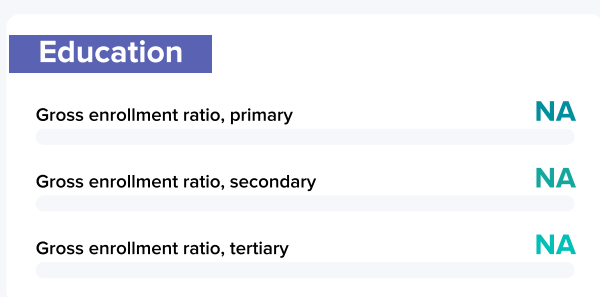 Education
Gross enrollment ratio, primary NA
Gross enrollment ratio, secondary NA
Gross enrollment ratio, tertiary NA